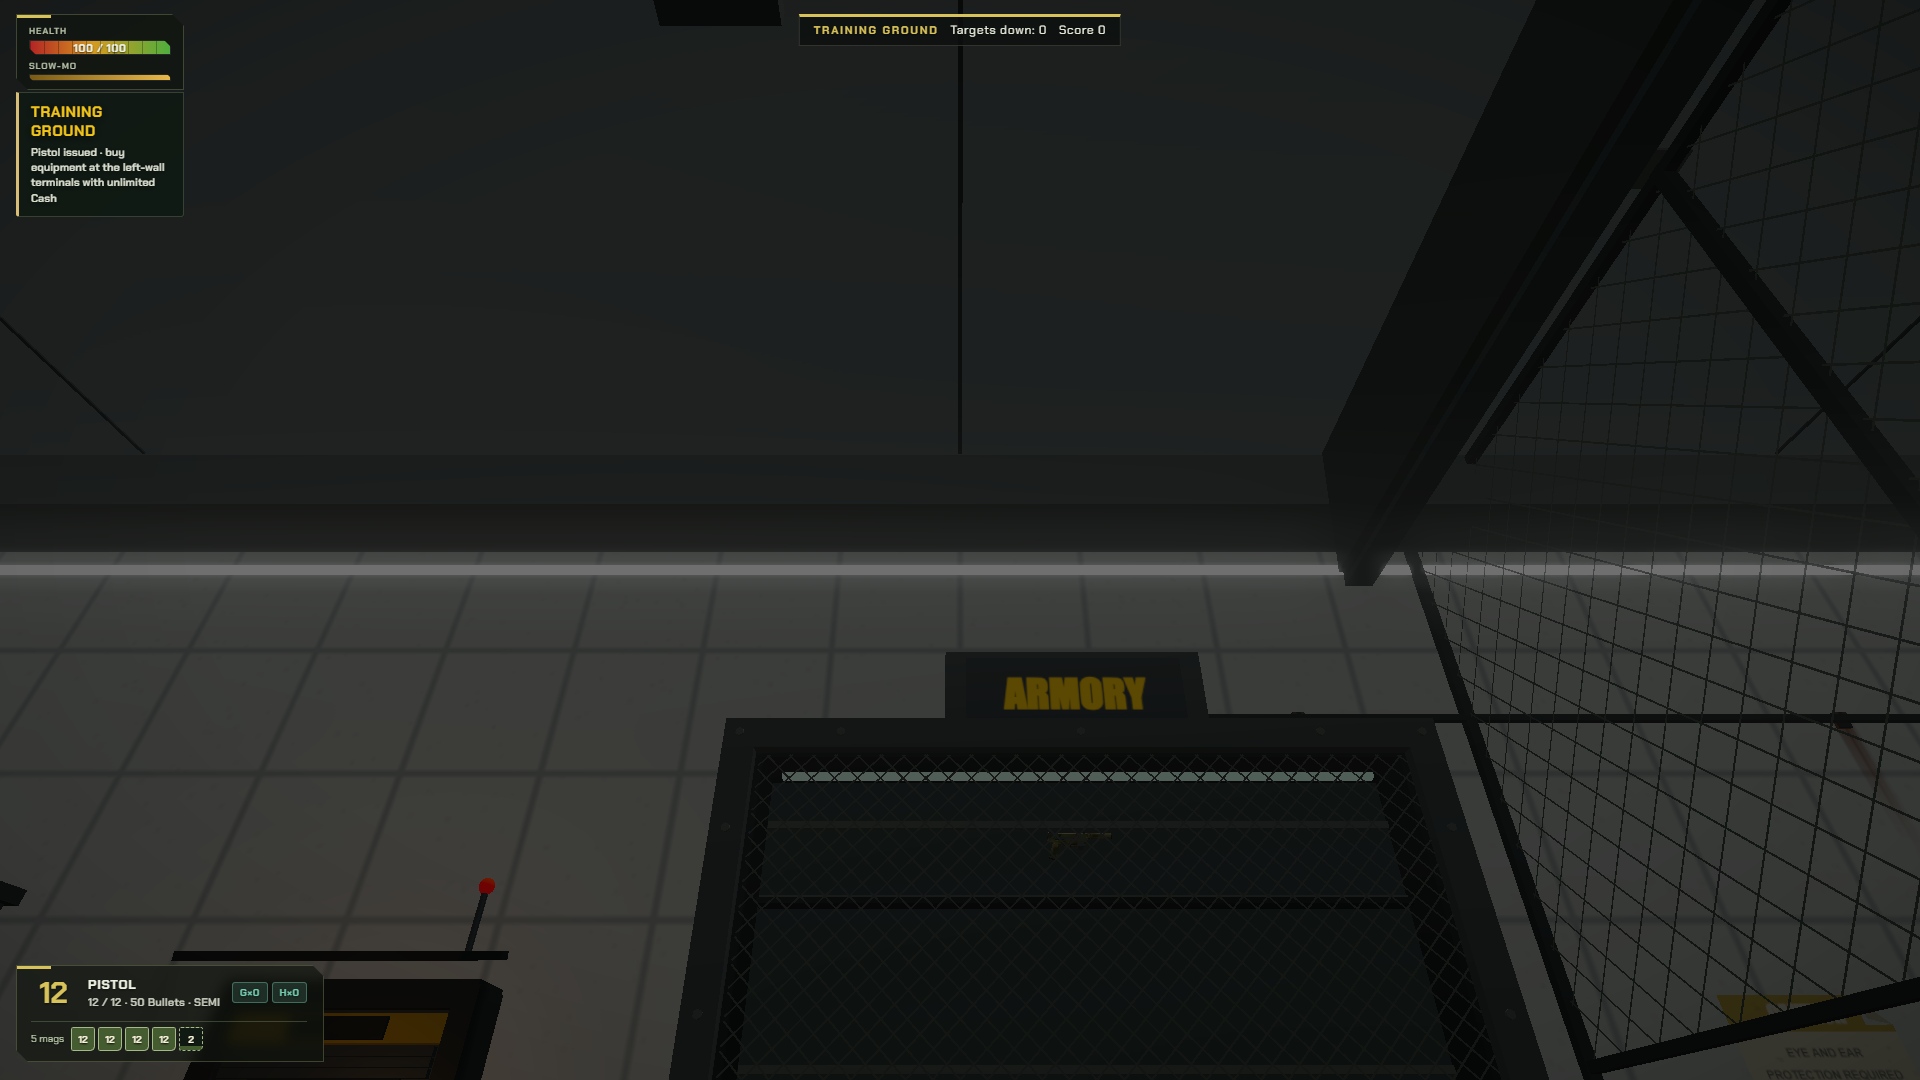 HEALTH
100 / 100
SLOW-MO
TRAINING GROUND Targets down: 0 Score 0
TRAINING
GROUND
Pistol issued · buy
equipment at the left-wall
terminals with unlimited
Cash
ARMORY
12 PISTOL
12 / 12 · 50 Bullets · SEMI
G×0 H×0
5 mags 12 12 12 12 2
EYE AND EAR
PROTECTION REQUIRED